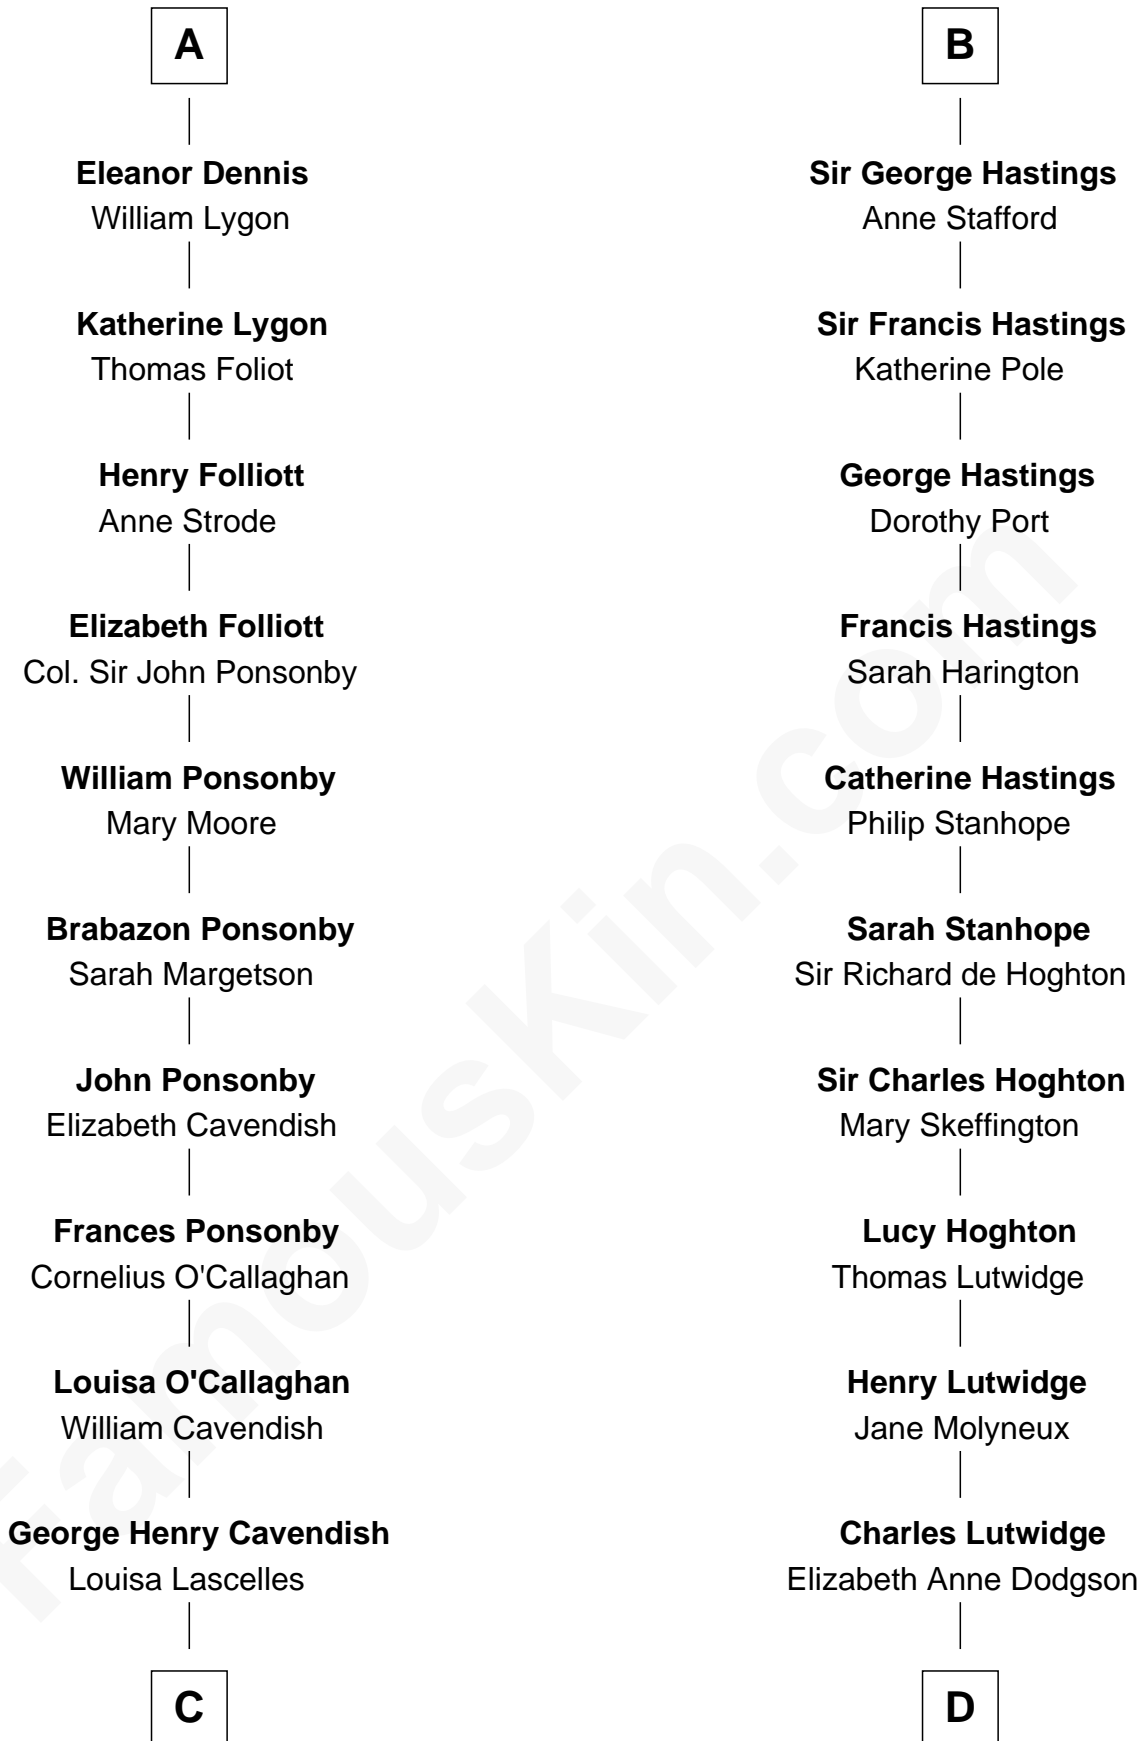 A
Eleanor Dennis
William Lygon
Katherine Lygon
Thomas Foliot
Henry Folliott
Anne Strode
Elizabeth Folliott
Col. Sir John Ponsonby
William Ponsonby
Mary Moore
Brabazon Ponsonby
Sarah Margetson
John Ponsonby
Elizabeth Cavendish
Frances Ponsonby
Cornelius O'Callaghan
Louisa O'Callaghan
William Cavendish
George Henry Cavendish
Louisa Lascelles
C
B
Sir George Hastings
Anne Stafford
Sir Francis Hastings
Katherine Pole
George Hastings
Dorothy Port
Francis Hastings
Sarah Harington
Catherine Hastings
Philip Stanhope
Sarah Stanhope
Sir Richard de Hoghton
Sir Charles Hoghton
Mary Skeffington
Lucy Hoghton
Thomas Lutwidge
Henry Lutwidge
Jane Molyneux
Charles Lutwidge
Elizabeth Anne Dodgson
D
FamousKin.com